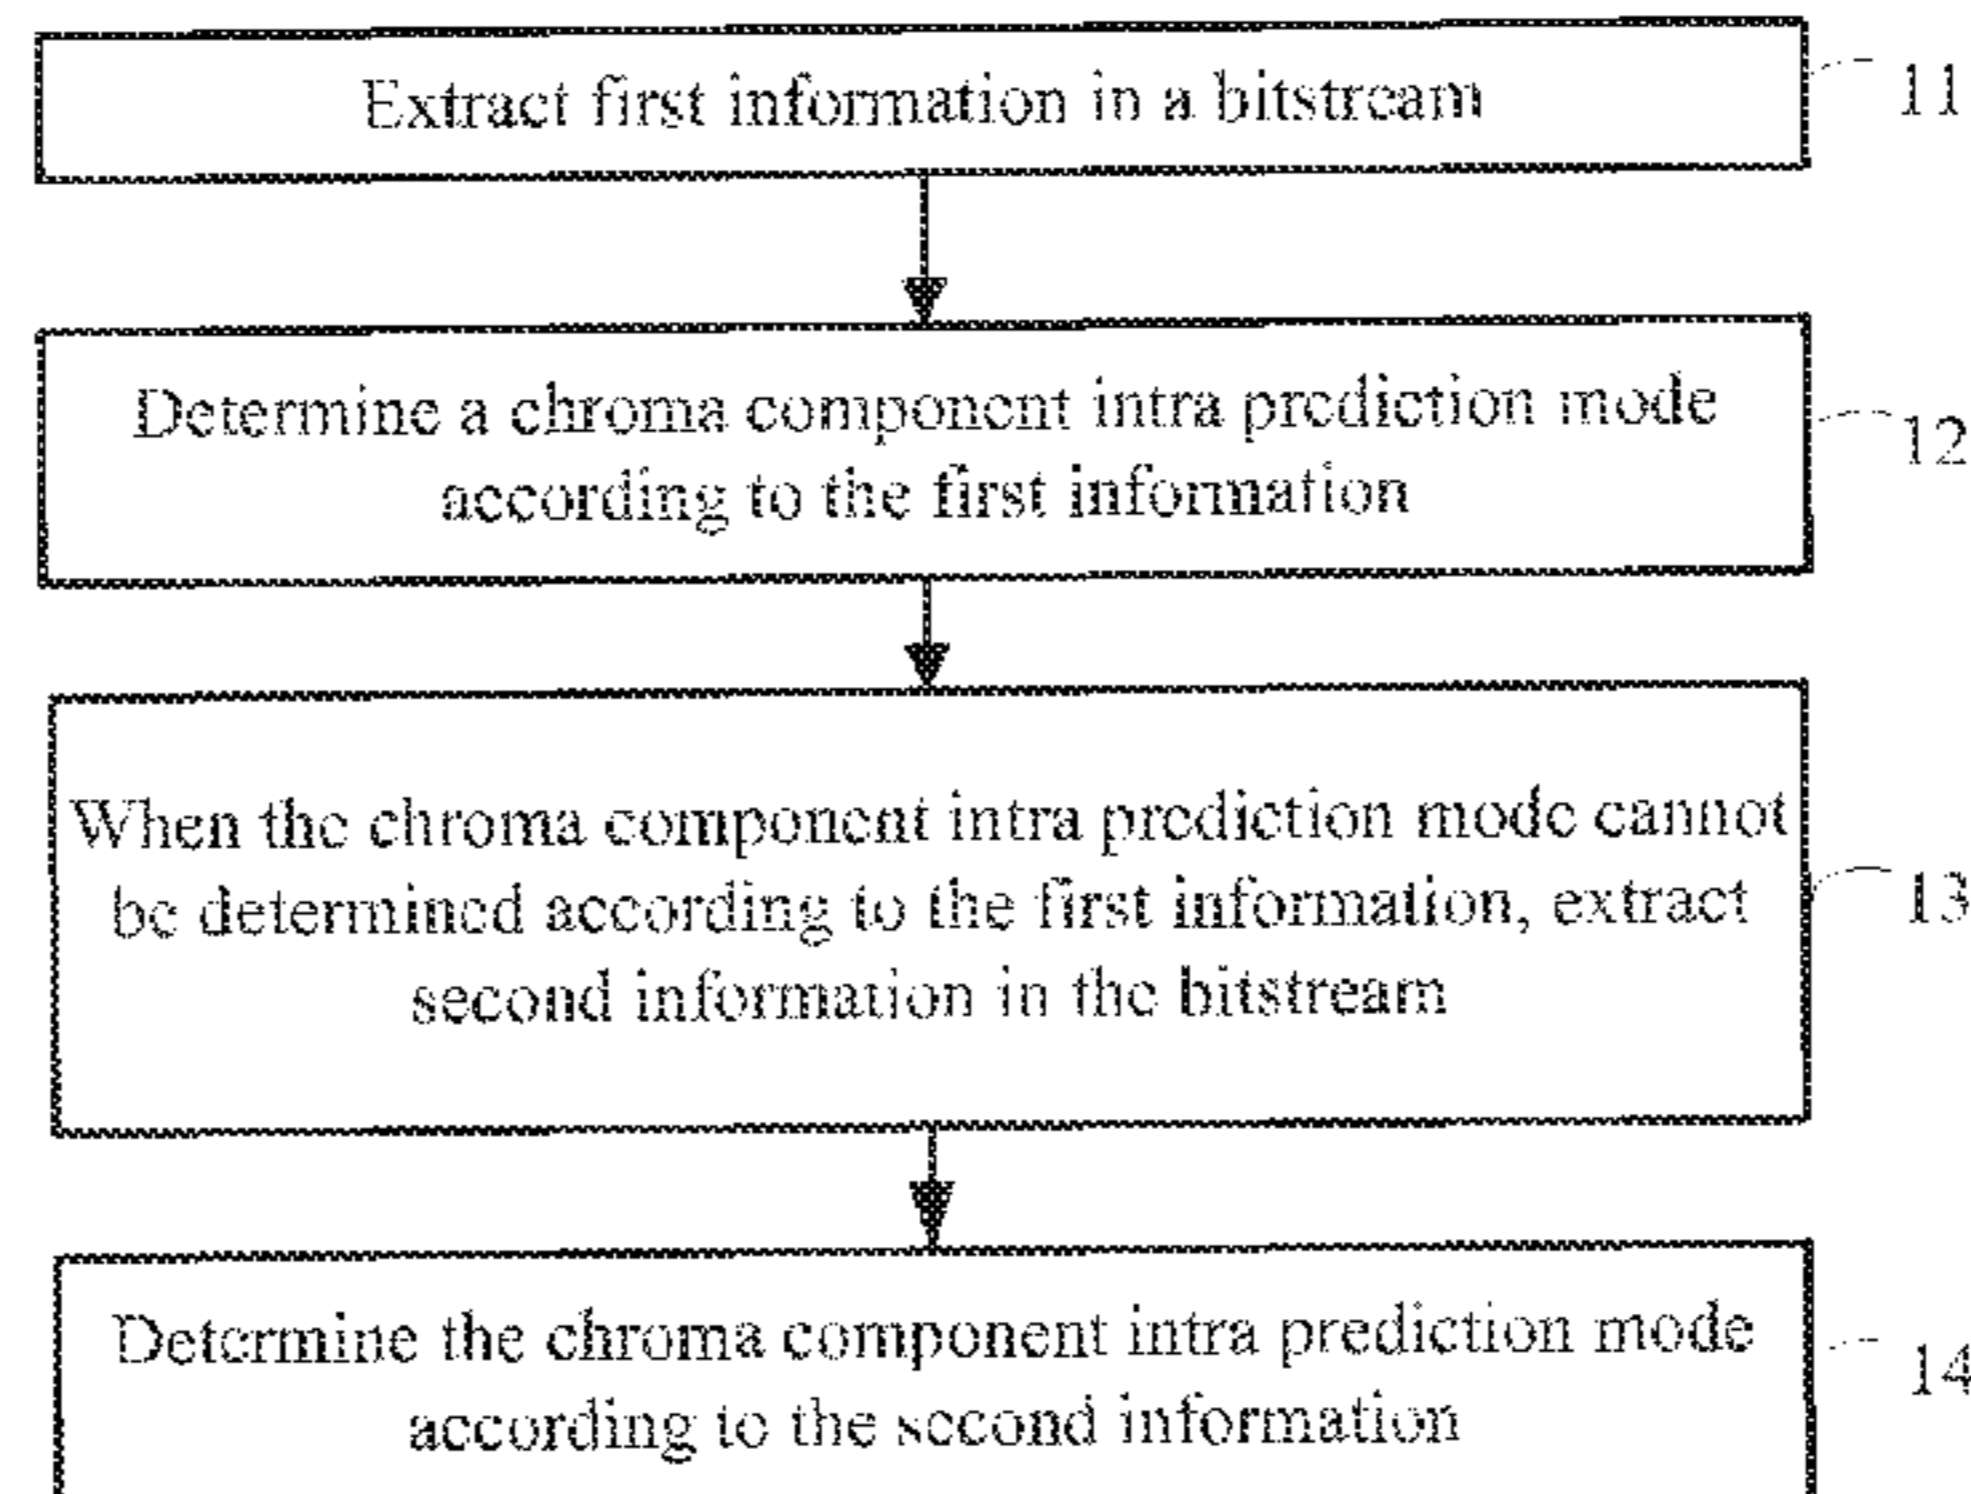 Extract first information in a bitstream
11
Determine a chroma component intra prediction mode
according to the first information
12
When the chroma component intra prediction mode cannot
be determined according to the first information, extract
second information in the bitstream
13
Determine the chroma component intra prediction mode
according to the second information
14